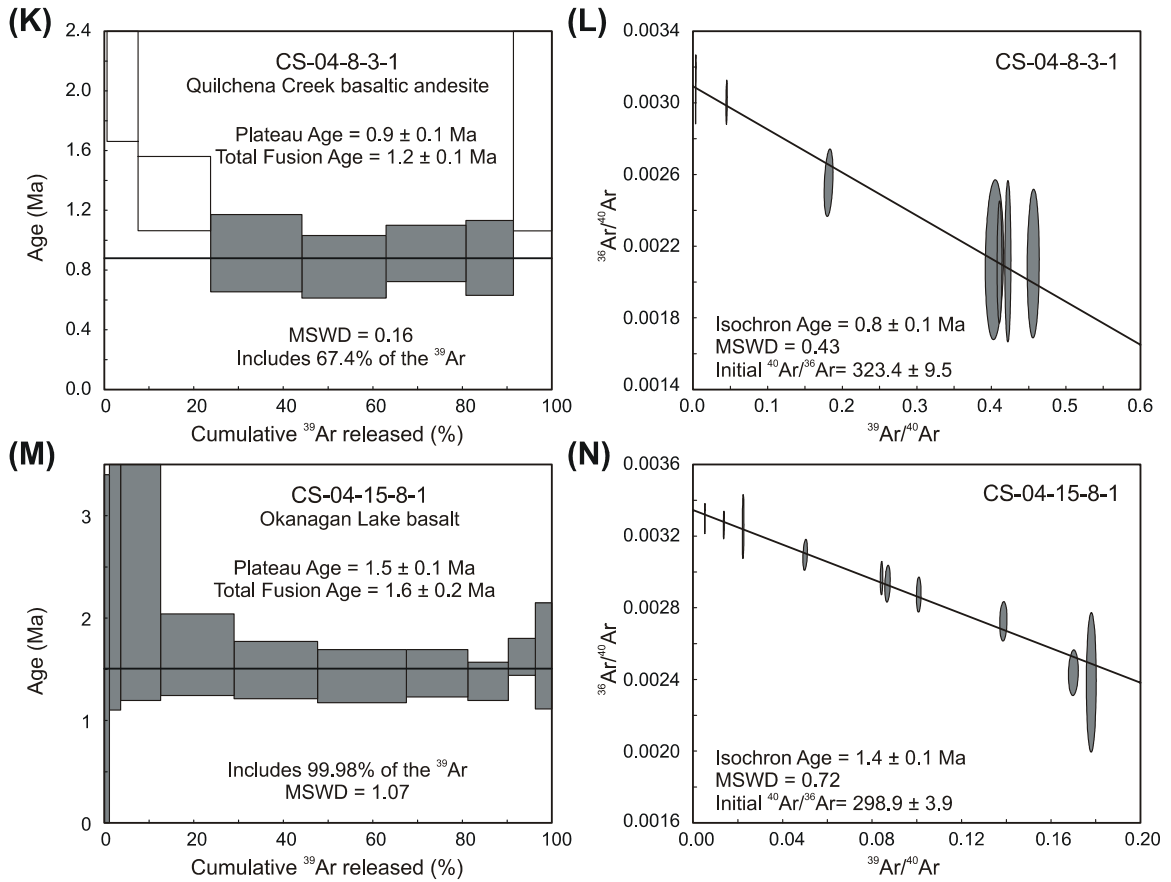 (K)
2.4
2.0
1.6
1.2
0.8
0.4
0.0
Age (Ma)
CS-04-8-3-1
Quilchena Creek basaltic andesite
Plateau Age = 0.9 ± 0.1 Ma
Total Fusion Age = 1.2 ± 0.1 Ma
MSWD = 0.16
Includes 67.4% of the ³⁹Ar
0 20 40 60 80 100
Cumulative ³⁹Ar released (%)
(L)
0.0034
0.0030
0.0026
0.0022
0.0018
0.0014
³⁶Ar/⁴⁰Ar
CS-04-8-3-1
Isochron Age = 0.8 ± 0.1 Ma
MSWD = 0.43
Initial ⁴⁰Ar/³⁶Ar= 323.4 ± 9.5
0.0 0.1 0.2 0.3 0.4 0.5 0.6
³⁹Ar/⁴⁰Ar
(M)
3
2
1
0
Age (Ma)
CS-04-15-8-1
Okanagan Lake basalt
Plateau Age = 1.5 ± 0.1 Ma
Total Fusion Age = 1.6 ± 0.2 Ma
Includes 99.98% of the ³⁹Ar
MSWD = 1.07
0 20 40 60 80 100
Cumulative ³⁹Ar released (%)
(N)
0.0036
0.0032
0.0028
0.0024
0.0020
0.0016
³⁶Ar/⁴⁰Ar
CS-04-15-8-1
Isochron Age = 1.4 ± 0.1 Ma
MSWD = 0.72
Initial ⁴⁰Ar/³⁶Ar= 298.9 ± 3.9
0.00 0.04 0.08 0.12 0.16 0.20
³⁹Ar/⁴⁰Ar